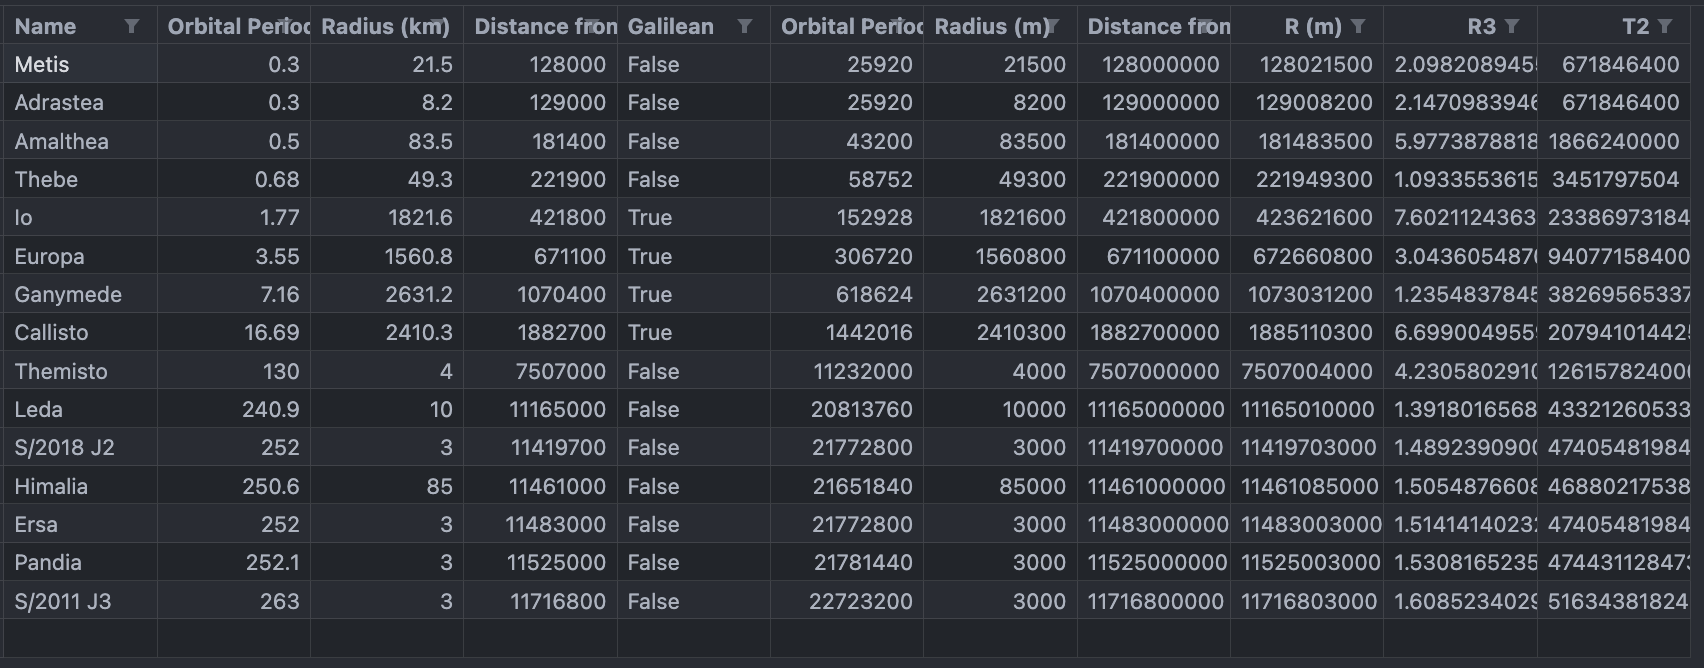 Name Orbital Period Radius (km) Distance from Galilean Orbital Period Radius (m) Distance from R (m) R3 T2
Metis 0.3 21.5 128000 False 25920 21500 128000000 128021500 2.0982089455 671846400
Adrastea 0.3 8.2 129000 False 25920 8200 129000000 129008200 2.1470983946 671846400
Amalthea 0.5 83.5 181400 False 43200 83500 181400000 181483500 5.9773878818 1866240000
Thebe 0.68 49.3 221900 False 58752 49300 221900000 221949300 1.0933553615 3451797504
Io 1.77 1821.6 421800 True 152928 1821600 421800000 423621600 7.6021124363 23386973184
Europa 3.55 1560.8 671100 True 306720 1560800 671100000 672660800 3.043605487 94077158400
Ganymede 7.16 2631.2 1070400 True 618624 2631200 1070400000 1073031200 1.2354837845 38269565337
Callisto 16.69 2410.3 1882700 True 1442016 2410300 1882700000 1885110300 6.699004955 207941014425
Themisto 130 4 7507000 False 11232000 4000 7507000000 7507004000 4.230580291 12615782400
Leda 240.9 10 11165000 False 20813760 10000 11165000000 11165010000 1.3918016568 43321260533
S/2018 J2 252 3 11419700 False 21772800 3000 11419700000 11419703000 1.489239090 47405481984
Himalia 250.6 85 11461000 False 21651840 85000 11461000000 11461085000 1.5054876608 46880217538
Ersa 252 3 11483000 False 21772800 3000 11483000000 11483003000 1.514141402 47405481984
Pandia 252.1 3 11525000 False 21781440 3000 11525000000 11525003000 1.5308165235 47443112847
S/2011 J3 263 3 11716800 False 22723200 3000 11716800000 11716803000 1.6085234029 51634381824